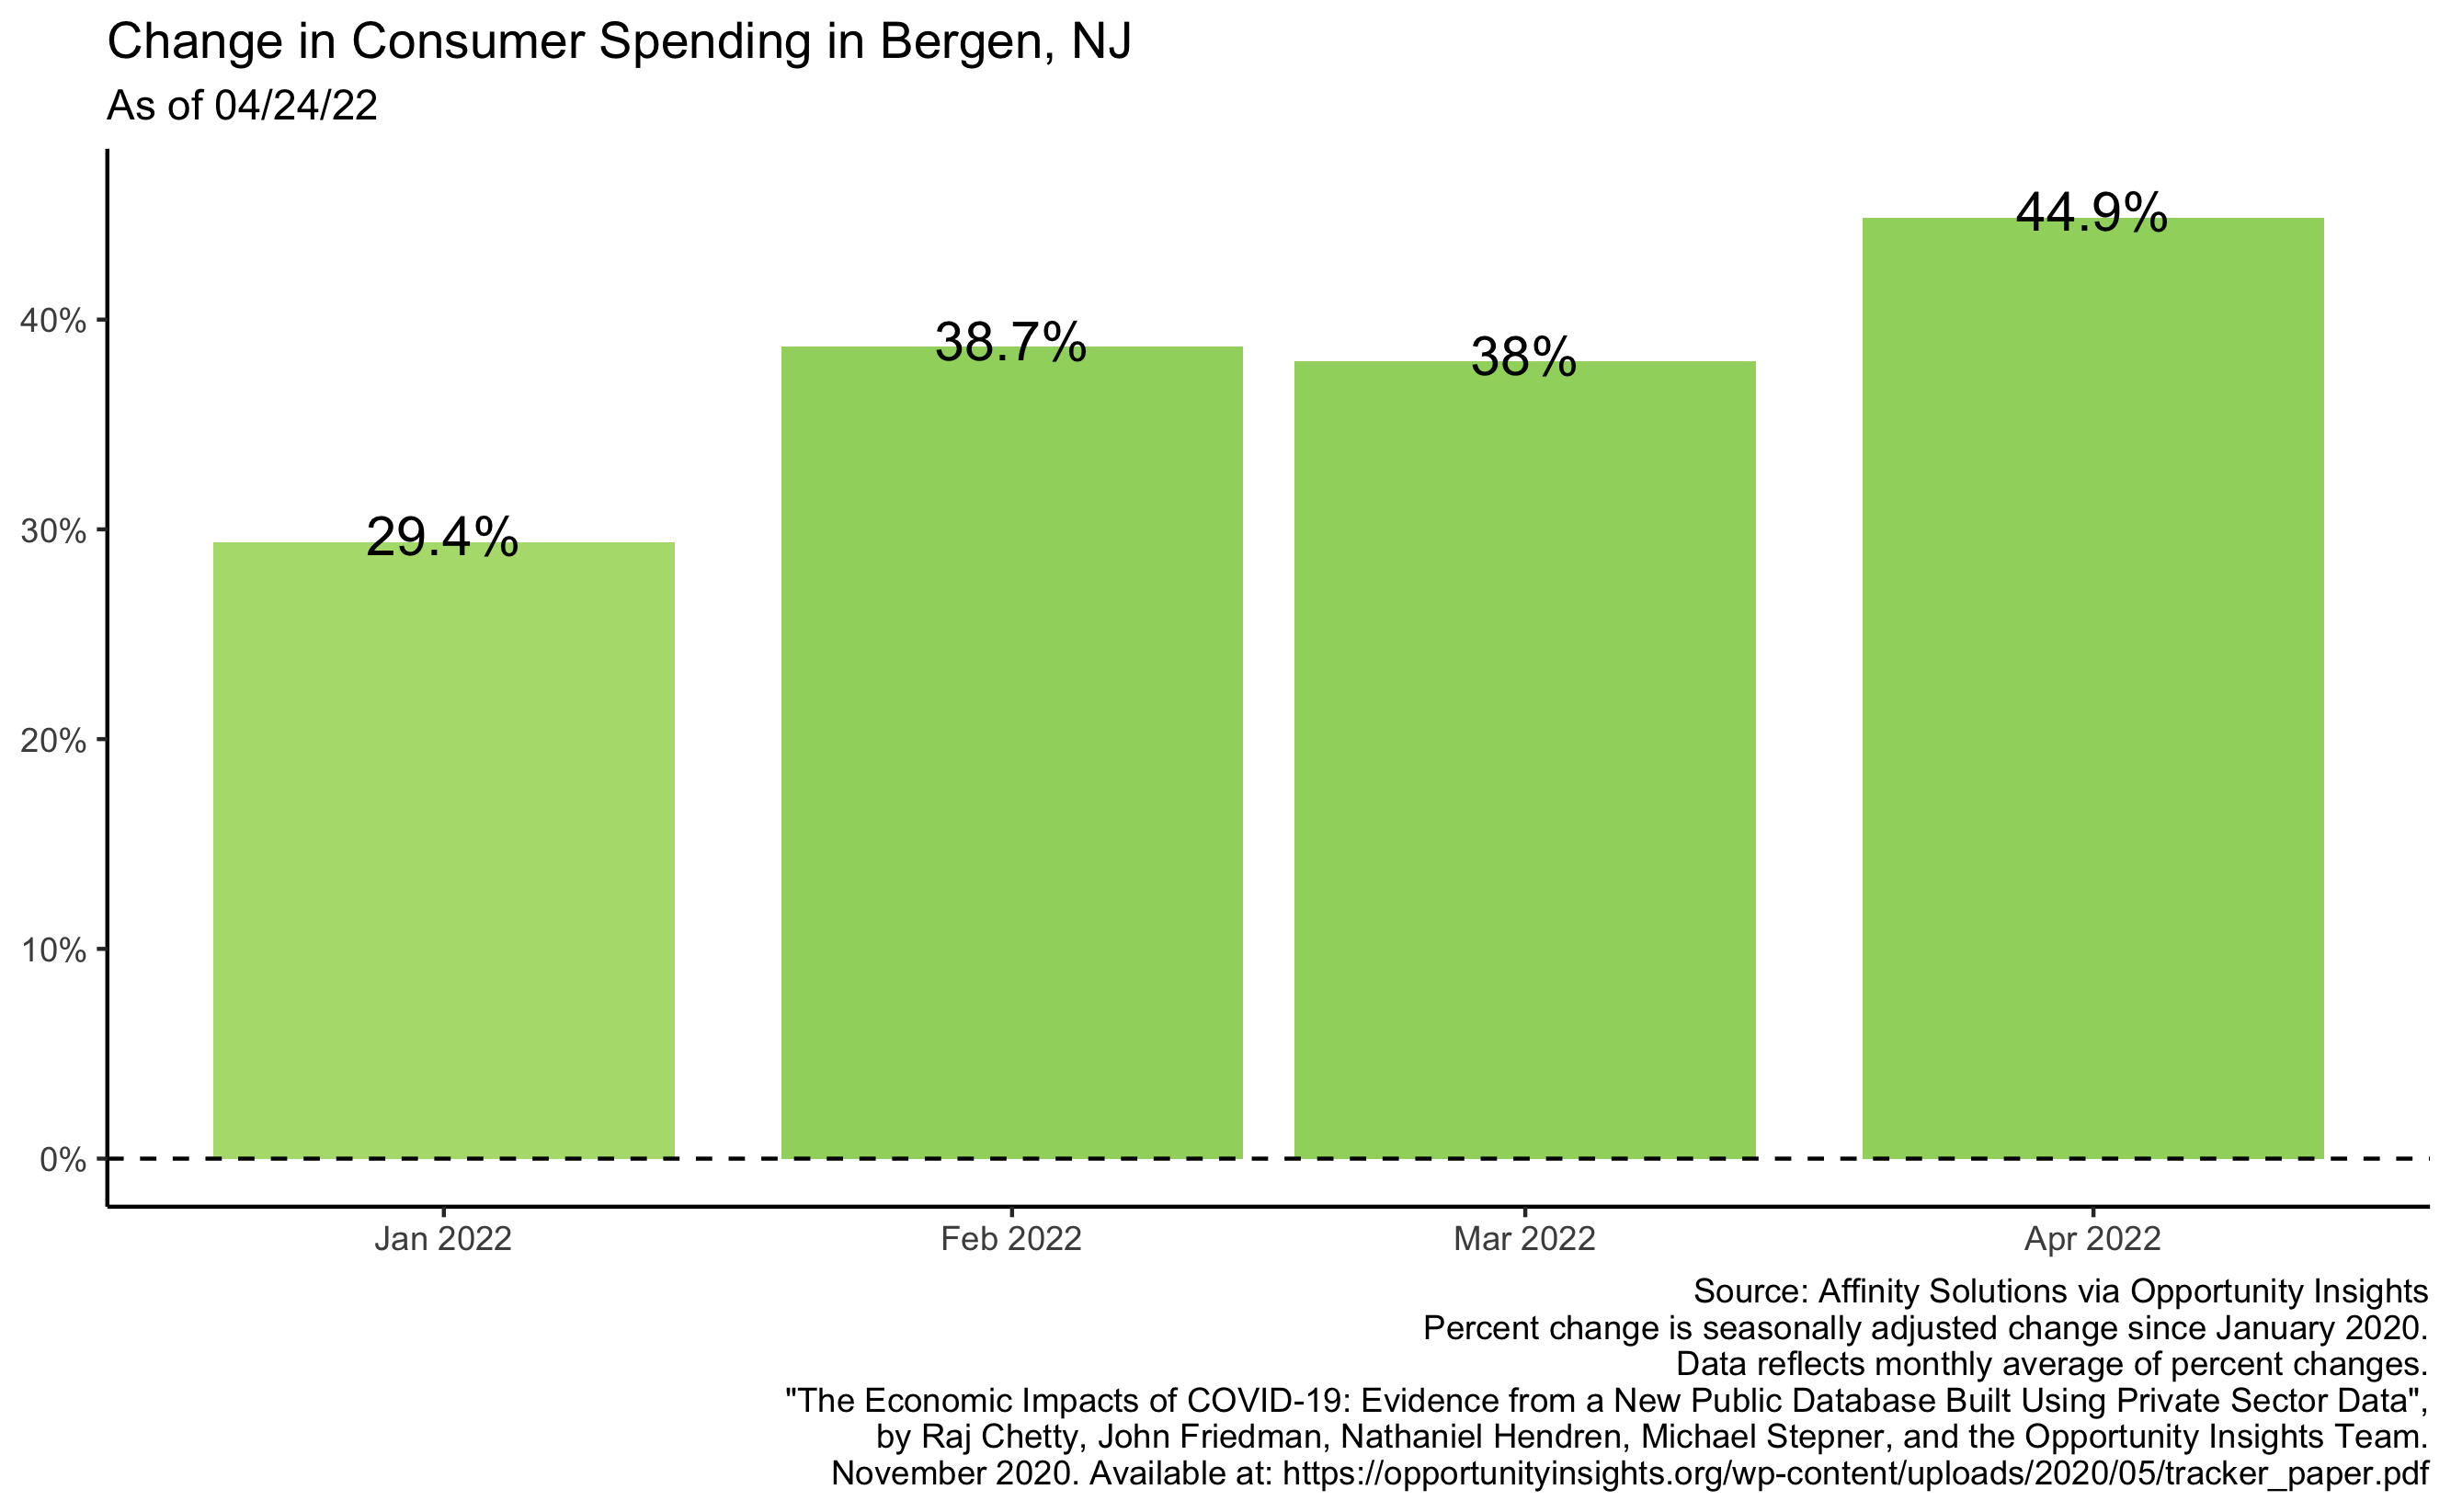 Change in Consumer Spending in Bergen, NJ
As of 04/24/22
44.9%
40%
38.7%
38%
30%
29.4%
20%
10%
0%
Jan 2022
Feb 2022
Mar 2022
Apr 2022
Source: Affinity Solutions via Opportunity Insights
Percent change is seasonally adjusted change since January 2020.
Data reflects monthly average of percent changes.
"The Economic Impacts of COVID-19: Evidence from a New Public Database Built Using Private Sector Data",
by Raj Chetty, John Friedman, Nathaniel Hendren, Michael Stepner, and the Opportunity Insights Team.
November 2020. Available at: https://opportunityinsights.org/wp-content/uploads/2020/05/tracker_paper.pdf